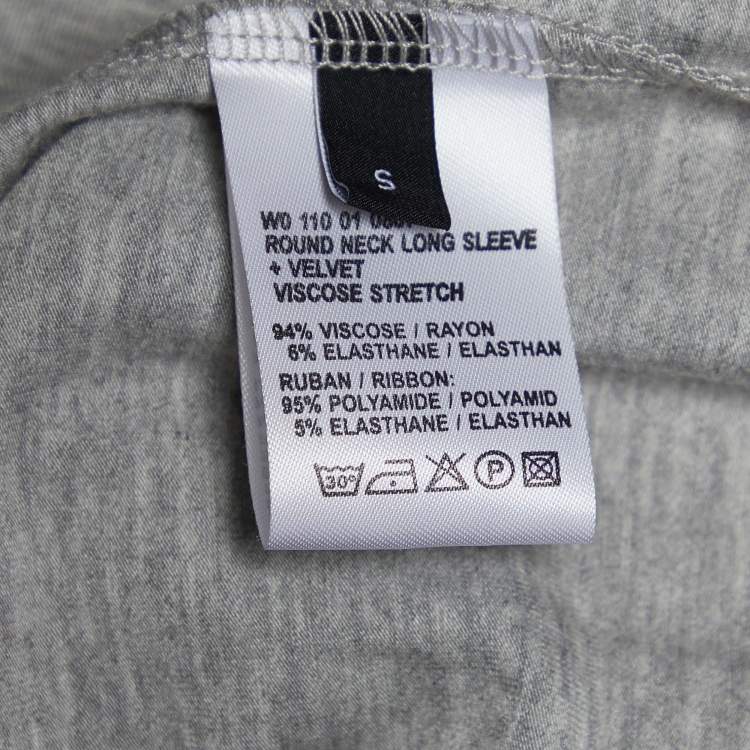 S
W0 110 01
ROUND NECK LONG SLEEVE
+ VELVET
VISCOSE STRETCH
94% VISCOSE / RAYON
6% ELASTHANE / ELASTHAN
RUBAN / RIBBON:
95% POLYAMIDE / POLYAMID
5% ELASTHANE / ELASTHAN
30° P